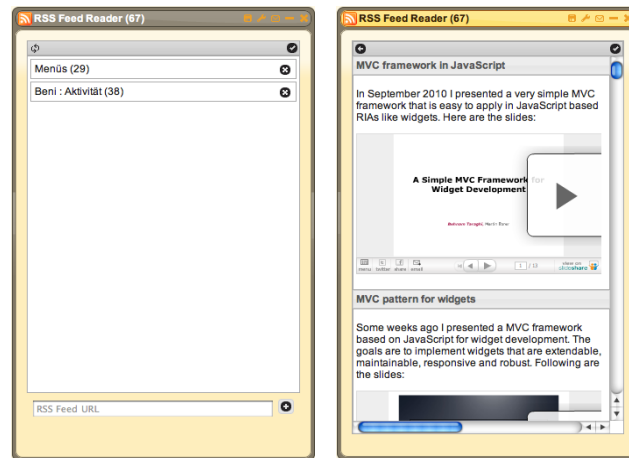 RSS Feed Reader (67)
Menüs (29)
Beni : Aktivität (38)
RSS Feed URL
RSS Feed Reader (67)
MVC framework in JavaScript
In September 2010 I presented a very simple MVC
framework that is easy to apply in JavaScript based
RIAs like widgets. Here are the slides:
A Simple MVC Framework for
Widget Development
menu twitter share email
1 / 13
view on
slideshare
MVC pattern for widgets
Some weeks ago I presented a MVC framework
based on JavaScript for widget development. The
goals are to implement widgets that are extendable,
maintainable, responsive and robust. Following are
the slides: